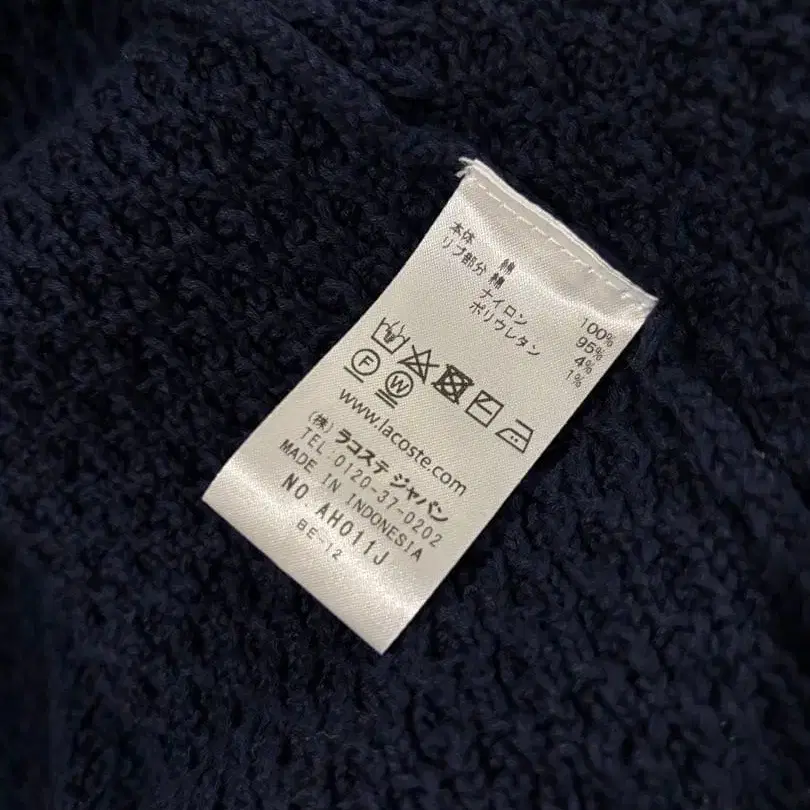 本体 綿 100%
リブ部分 綿 95%
ナイロン 4%
ポリウレタン 1%
F W
www.lacoste.com
(株) ラコステ ジャパン
TEL:0120-37-0202
MADE IN INDONESIA
NO. AH011J
BE-12